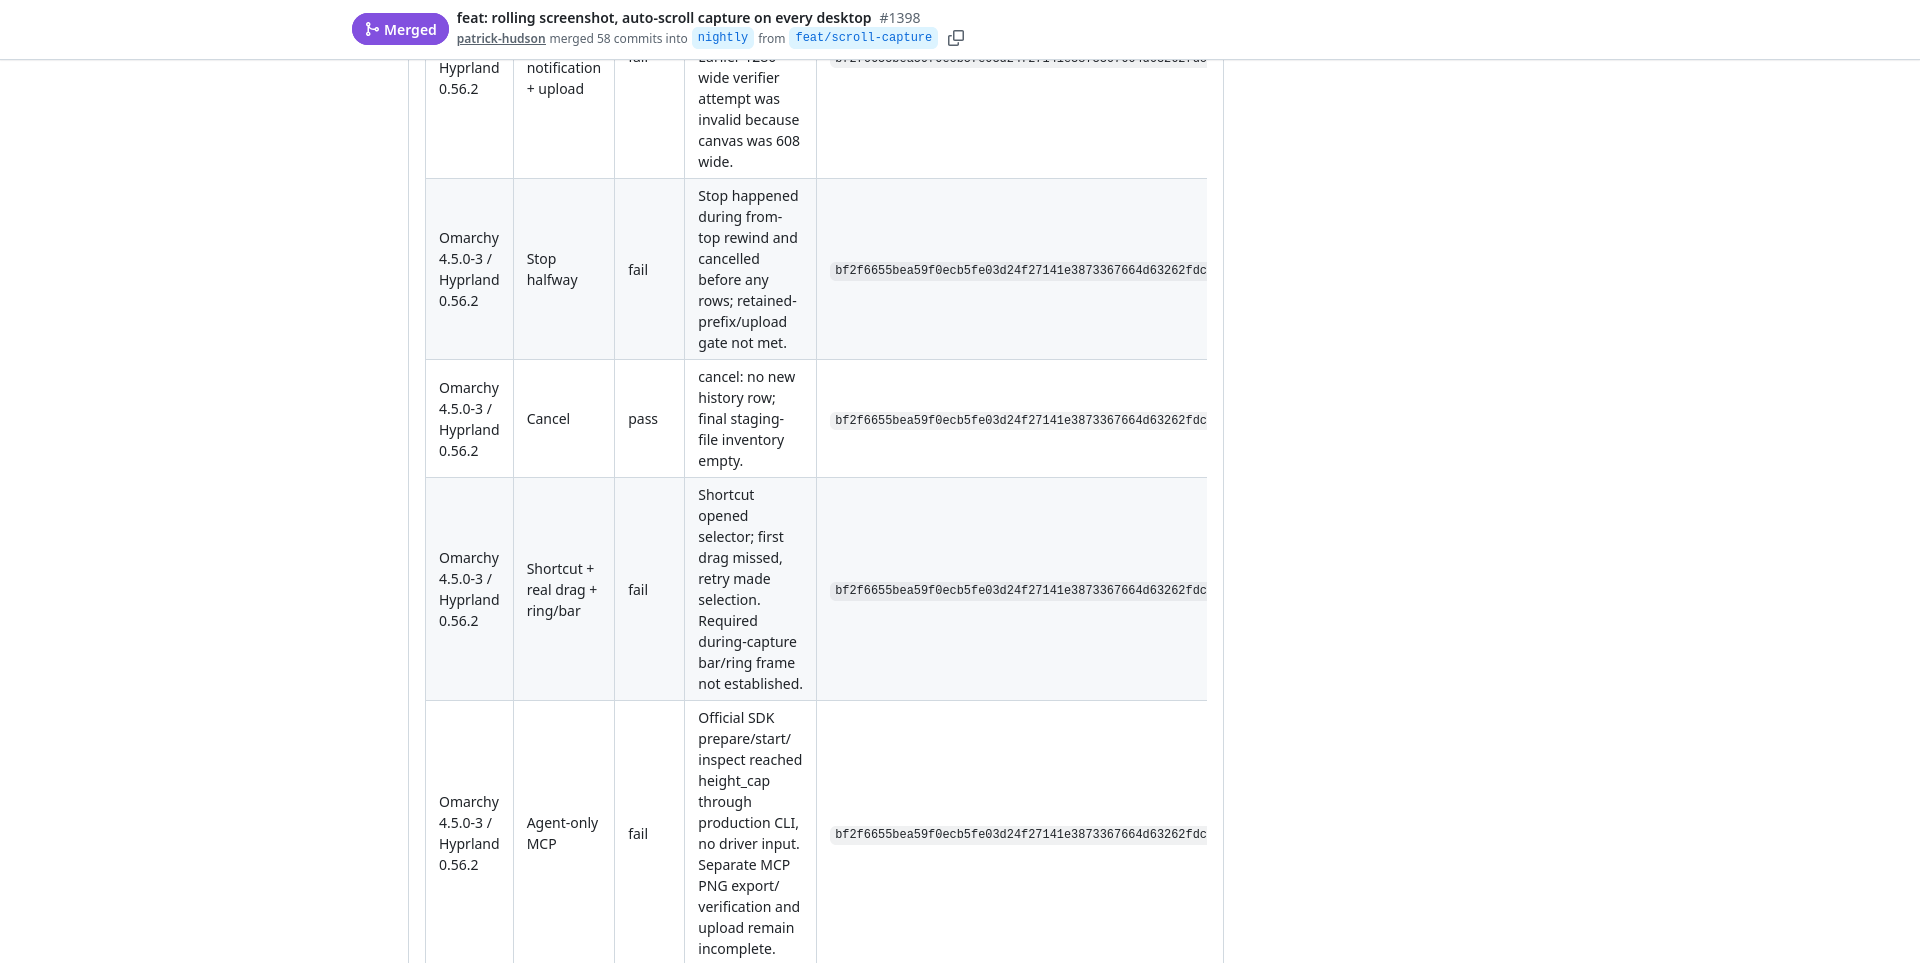 Merged
feat: rolling screenshot, auto-scroll capture on every desktop #1398
patrick-hudson merged 58 commits into nightly from feat/scroll-capture
Hyprland
0.56.2
notification
+ upload
wide verifier
attempt was
invalid because
canvas was 608
wide.
Omarchy
4.5.0-3 /
Hyprland
0.56.2
Stop
halfway
fail
Stop happened
during from-
top rewind and
cancelled
before any
rows; retained-
prefix/upload
gate not met.
bf2f6655bea59f0ecb5fe03d24f27141e3873367664d63262fdc
Omarchy
4.5.0-3 /
Hyprland
0.56.2
Cancel
pass
cancel: no new
history row;
final staging-
file inventory
empty.
bf2f6655bea59f0ecb5fe03d24f27141e3873367664d63262fdc
Omarchy
4.5.0-3 /
Hyprland
0.56.2
Shortcut +
real drag +
ring/bar
fail
Shortcut
opened
selector; first
drag missed,
retry made
selection.
Required
during-capture
bar/ring frame
not established.
bf2f6655bea59f0ecb5fe03d24f27141e3873367664d63262fdc
Omarchy
4.5.0-3 /
Hyprland
0.56.2
Agent-only
MCP
fail
Official SDK
prepare/start/
inspect reached
height_cap
through
production CLI,
no driver input.
Separate MCP
PNG export/
verification and
upload remain
incomplete.
bf2f6655bea59f0ecb5fe03d24f27141e3873367664d63262fdc